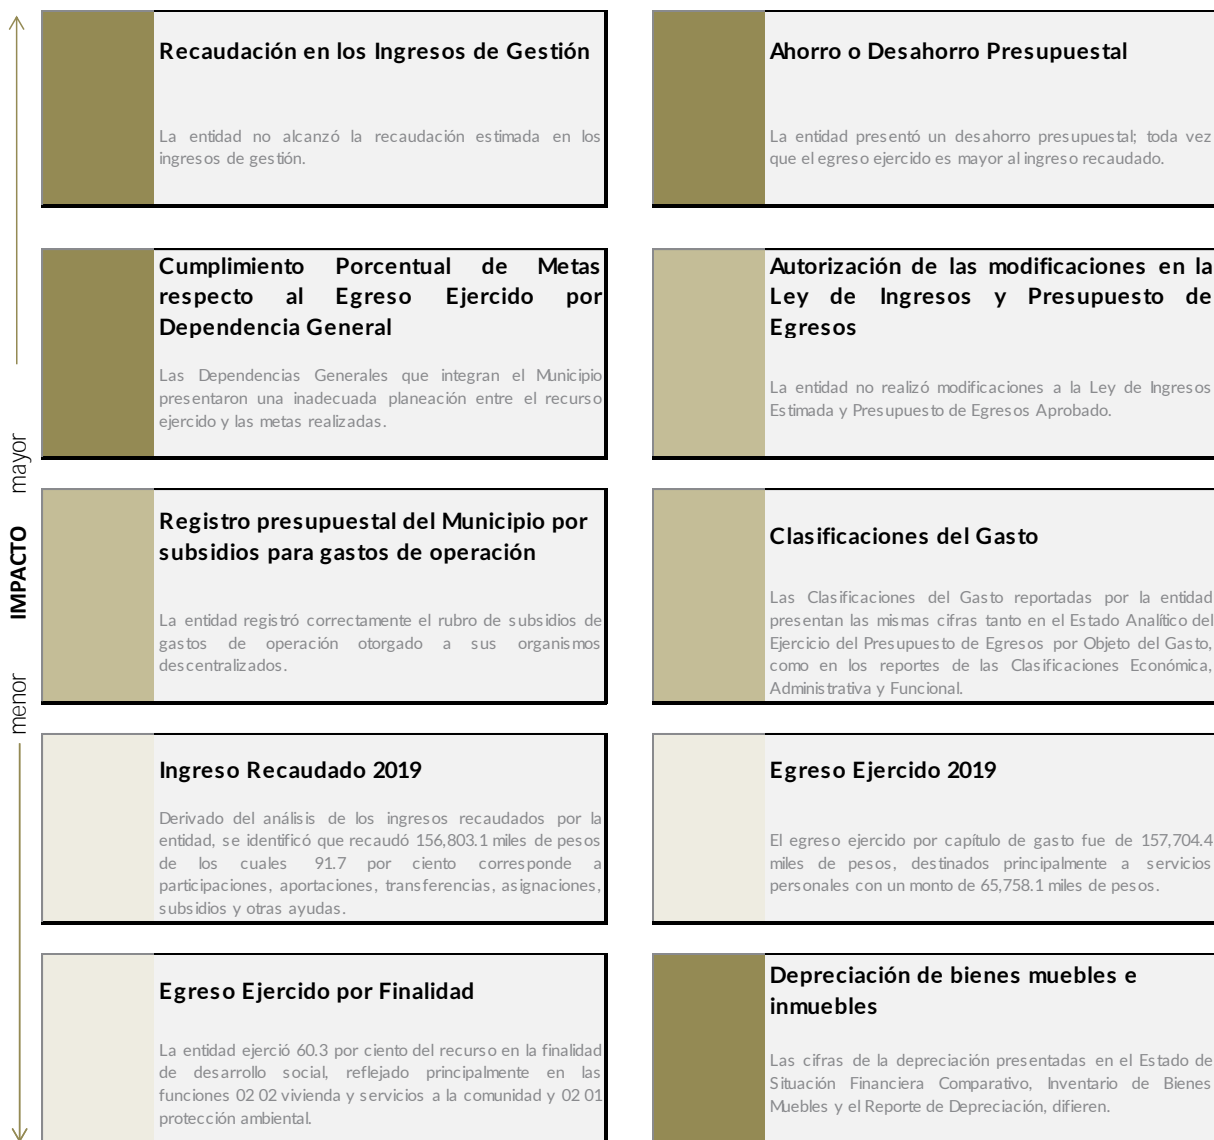 Recaudación en los Ingresos de Gestión
La entidad no alcanzó la recaudación estimada en los
ingresos de gestión.
Ahorro o Desahorro Presupuestal
La entidad presentó un desahorro presupuestal; toda vez
que el egreso ejercido es mayor al ingreso recaudado.
Cumplimiento Porcentual de Metas
respecto al Egreso Ejercido por
Dependencia General
Las Dependencias Generales que integran el Municipio
presentaron una inadecuada planeación entre el recurso
ejercido y las metas realizadas.
Autorización de las modificaciones en la
Ley de Ingresos y Presupuesto de
Egresos
La entidad no realizó modificaciones a la Ley de Ingresos
Estimada y Presupuesto de Egresos Aprobado.
menor IMPACTO mayor
Registro presupuestal del Municipio por
subsidios para gastos de operación
La entidad registró correctamente el rubro de subsidios de
gastos de operación otorgado a sus organismos
descentralizados.
Clasificaciones del Gasto
Las Clasificaciones del Gasto reportadas por la entidad
presentan las mismas cifras tanto en el Estado Analítico del
Ejercicio del Presupuesto de Egresos por Objeto del Gasto,
como en los reportes de las Clasificaciones Económica,
Administrativa y Funcional.
Ingreso Recaudado 2019
Derivado del análisis de los ingresos recaudados por la
entidad, se identificó que recaudó 156,803.1 miles de pesos
de los cuales 91.7 por ciento corresponde a
participaciones, aportaciones, transferencias, asignaciones,
subsidios y otras ayudas.
Egreso Ejercido 2019
El egreso ejercido por capítulo de gasto fue de 157,704.4
miles de pesos, destinados principalmente a servicios
personales con un monto de 65,758.1 miles de pesos.
Egreso Ejercido por Finalidad
La entidad ejerció 60.3 por ciento del recurso en la finalidad
de desarrollo social, reflejado principalmente en las
funciones 02 02 vivienda y servicios a la comunidad y 02 01
protección ambiental.
Depreciación de bienes muebles e
inmuebles
Las cifras de la depreciación presentadas en el Estado de
Situación Financiera Comparativo, Inventario de Bienes
Muebles y el Reporte de Depreciación, difieren.